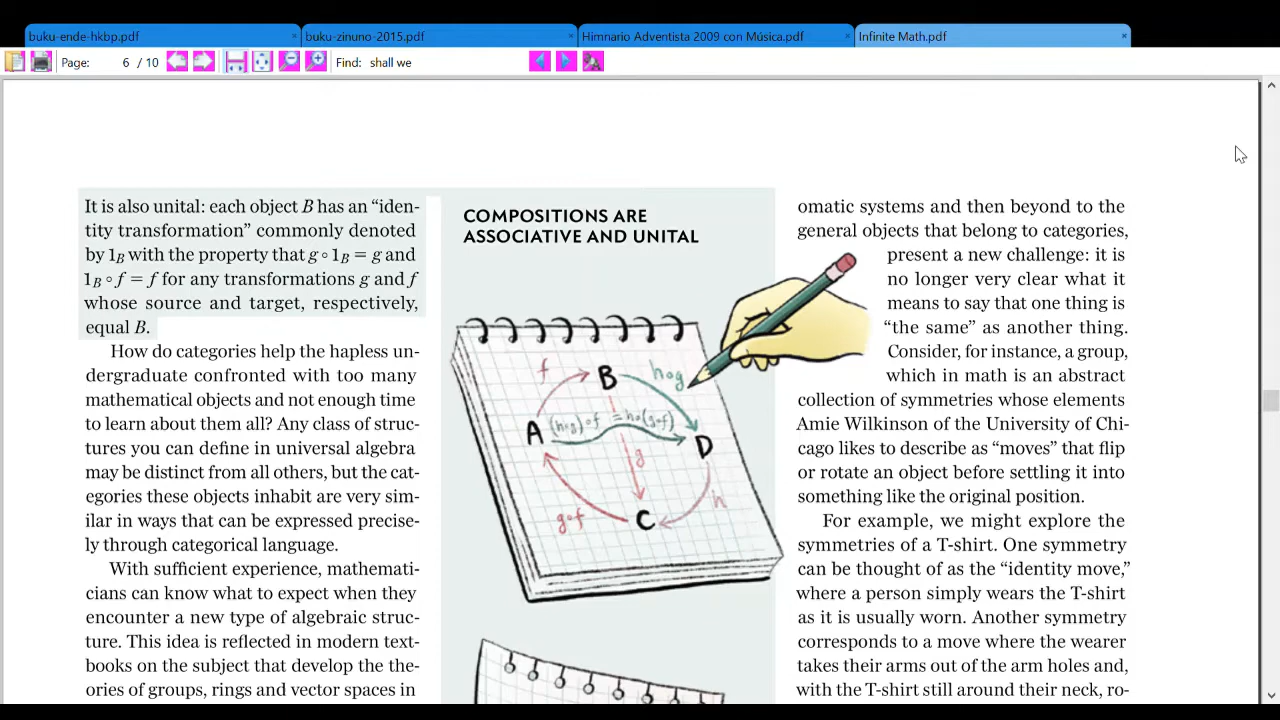 buku-ende-hkbp.pdf
buku-zinuno-2015.pdf
Himnario Adventista 2009 con Música.pdf
Infinite Math.pdf
Page: 6 / 10
Find: shall we
It is also unital: each object B has an “iden-
tity transformation” commonly denoted
by 1B with the property that g ∘ 1B = g and
1B ∘ f = f for any transformations g and f
whose source and target, respectively,
equal B.
How do categories help the hapless un-
dergraduate confronted with too many
mathematical objects and not enough time
to learn about them all? Any class of struc-
tures you can define in universal algebra
may be distinct from all others, but the cat-
egories these objects inhabit are very sim-
ilar in ways that can be expressed precise-
ly through categorical language.
With sufficient experience, mathemati-
cians can know what to expect when they
encounter a new type of algebraic struc-
ture. This idea is reflected in modern text-
books on the subject that develop the the-
ories of groups, rings and vector spaces in
COMPOSITIONS ARE
ASSOCIATIVE AND UNITAL
f
B
h∘g
A
(h∘g)∘f = h∘(g∘f)
D
g
g∘f
C
h
omatic systems and then beyond to the
general objects that belong to categories,
present a new challenge: it is
no longer very clear what it
means to say that one thing is
“the same” as another thing.
Consider, for instance, a group,
which in math is an abstract
collection of symmetries whose elements
Amie Wilkinson of the University of Chi-
cago likes to describe as “moves” that flip
or rotate an object before settling it into
something like the original position.
For example, we might explore the
symmetries of a T-shirt. One symmetry
can be thought of as the “identity move,”
where a person simply wears the T-shirt
as it is usually worn. Another symmetry
corresponds to a move where the wearer
takes their arms out of the arm holes and,
with the T-shirt still around their neck, ro-